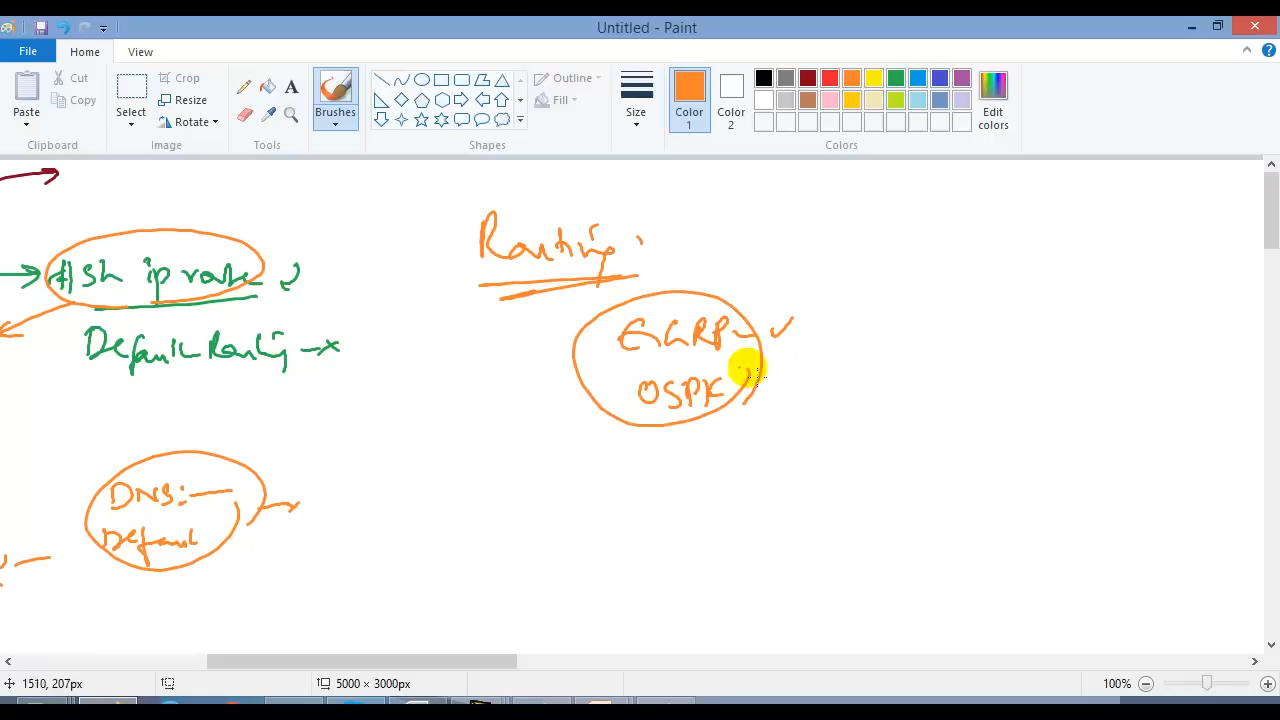 Untitled - Paint
File
Home
View
Paste
Cut
Copy
Clipboard
Select
Crop
Resize
Rotate
Image
Tools
Brushes
Shapes
Outline
Fill
Size
Color 1
Color 2
Edit colors
Colors
Routing:
#sh ip route
EIGRP - ✓
Default Routing - x
OSPF
DNS:-
Default
1510, 207px
5000 × 3000px
100%